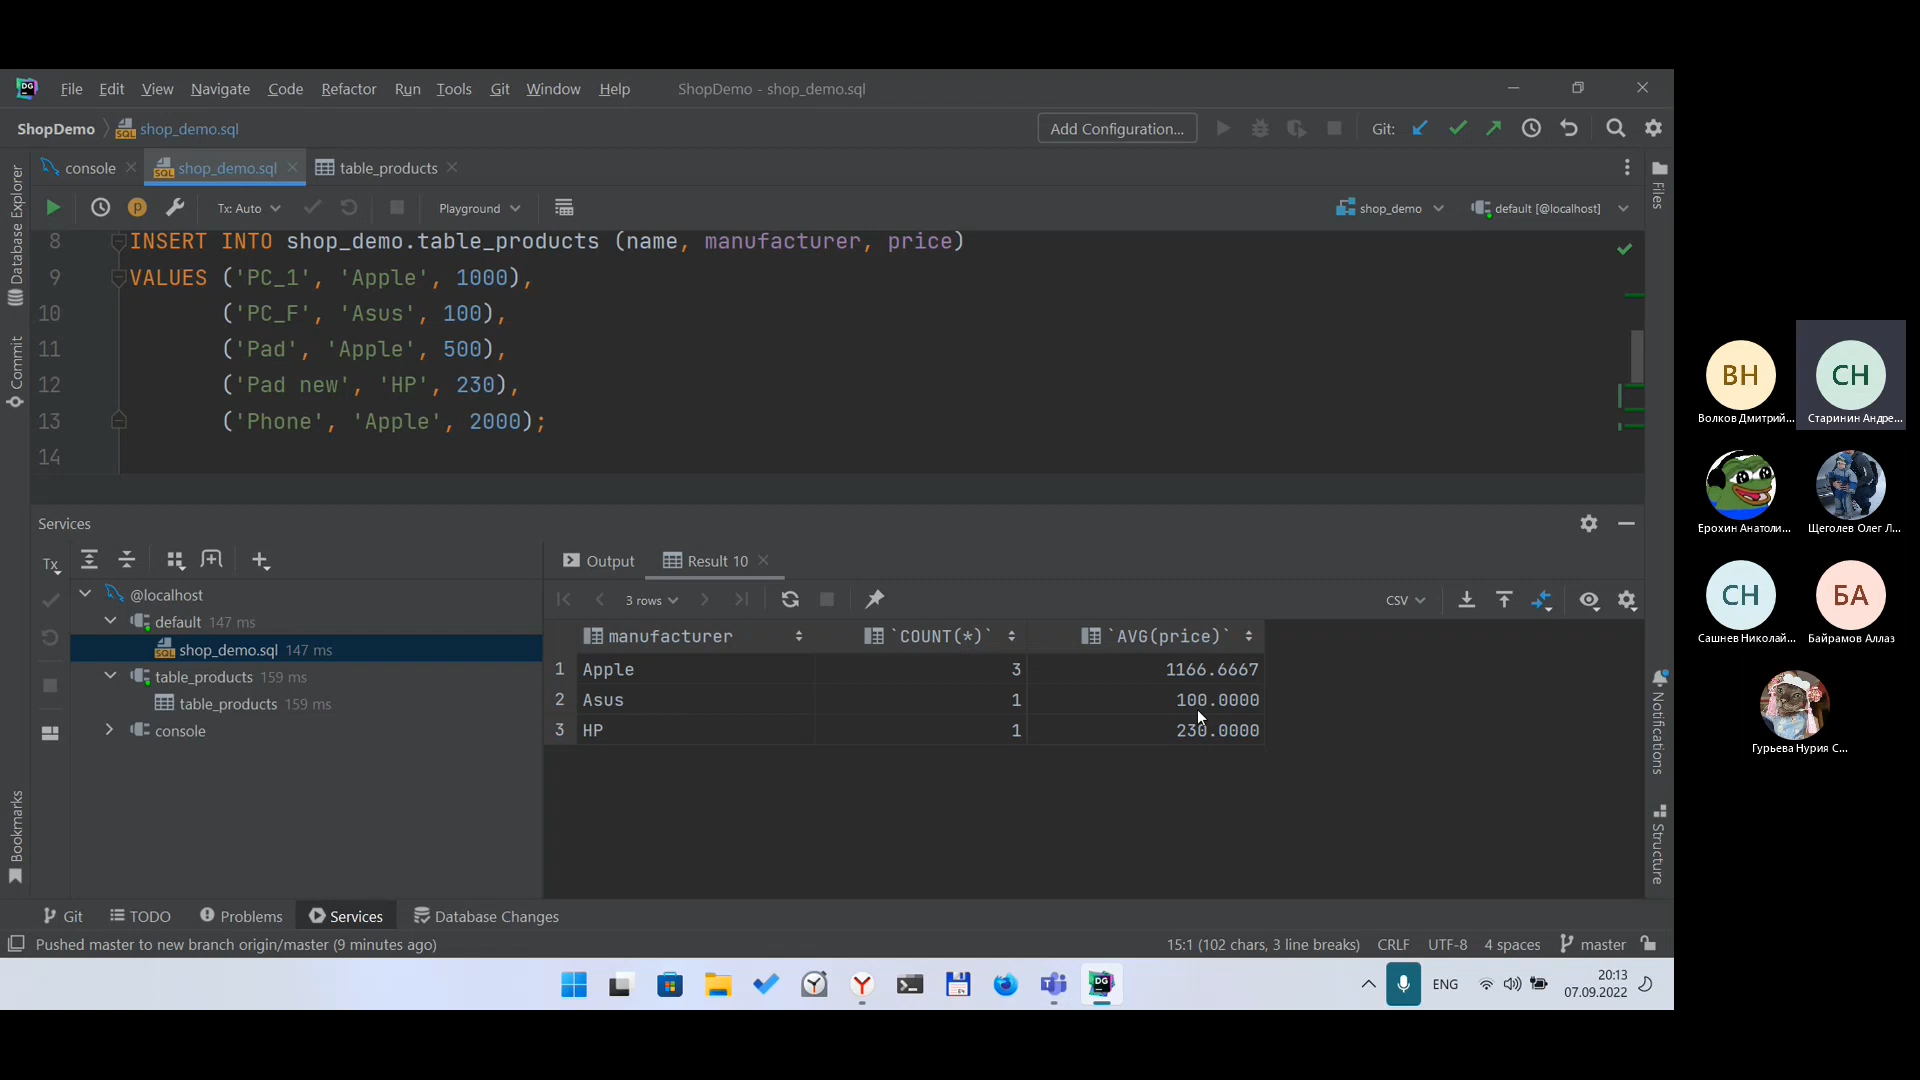 DG File Edit View Navigate Code Refactor Run Tools Git Window Help ShopDemo - shop_demo.sql
ShopDemo shop_demo.sql Add Configuration... Git:
console shop_demo.sql table_products
Tx: Auto Playground shop_demo default [@localhost]
8 INSERT INTO shop_demo.table_products (name, manufacturer, price)
9 VALUES ('PC_1', 'Apple', 1000),
10 ('PC_F', 'Asus', 100),
11 ('Pad', 'Apple', 500),
12 ('Pad new', 'HP', 230),
13 ('Phone', 'Apple', 2000);
14
Database Explorer
Commit
Bookmarks
Files
Notifications
Structure
Services
Tx
@localhost
default 147 ms
shop_demo.sql 147 ms
table_products 159 ms
table_products 159 ms
console
Output Result 10
3 rows CSV
manufacturer `COUNT(*)` `AVG(price)`
1 Apple 3 1166.6667
2 Asus 1 100.0000
3 HP 1 230.0000
Git TODO Problems Services Database Changes
Pushed master to new branch origin/master (9 minutes ago) 15:1 (102 chars, 3 line breaks) CRLF UTF-8 4 spaces master
ENG 20:13
07.09.2022
ВН СН
Волков Дмитрий... Старинин Андре...
Ерохин Анатоли... Щеголев Олег Л...
СН БА
Сашнев Николай... Байрамов Аллаз
Гурьева Нурия С...